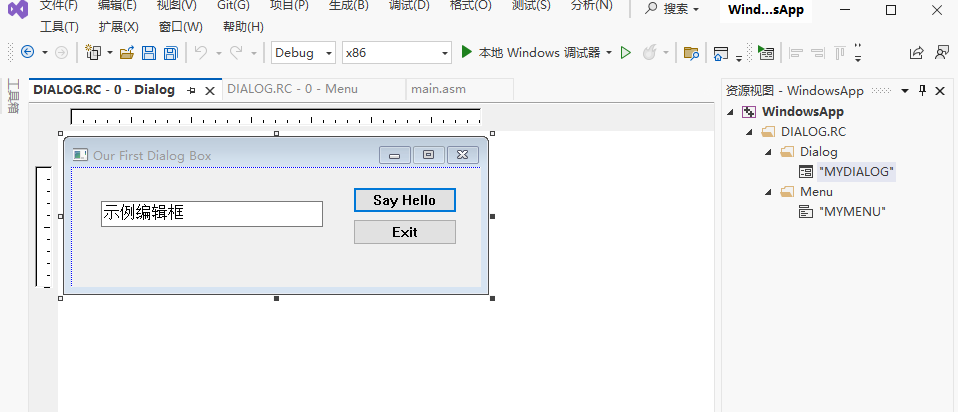 文件(F) 编辑(E) 视图(V) Git(G) 项目(P) 生成(B) 调试(D) 格式(O) 测试(S) 分析(N) 搜索 Wind...sApp
工具(T) 扩展(X) 窗口(W) 帮助(H)
Debug x86 本地 Windows 调试器
工具箱
DIALOG.RC - 0 - Dialog DIALOG.RC - 0 - Menu main.asm
Our First Dialog Box
示例编辑框
Say Hello
Exit
资源视图 - WindowsApp
WindowsApp
DIALOG.RC
Dialog
"MYDIALOG"
Menu
"MYMENU"